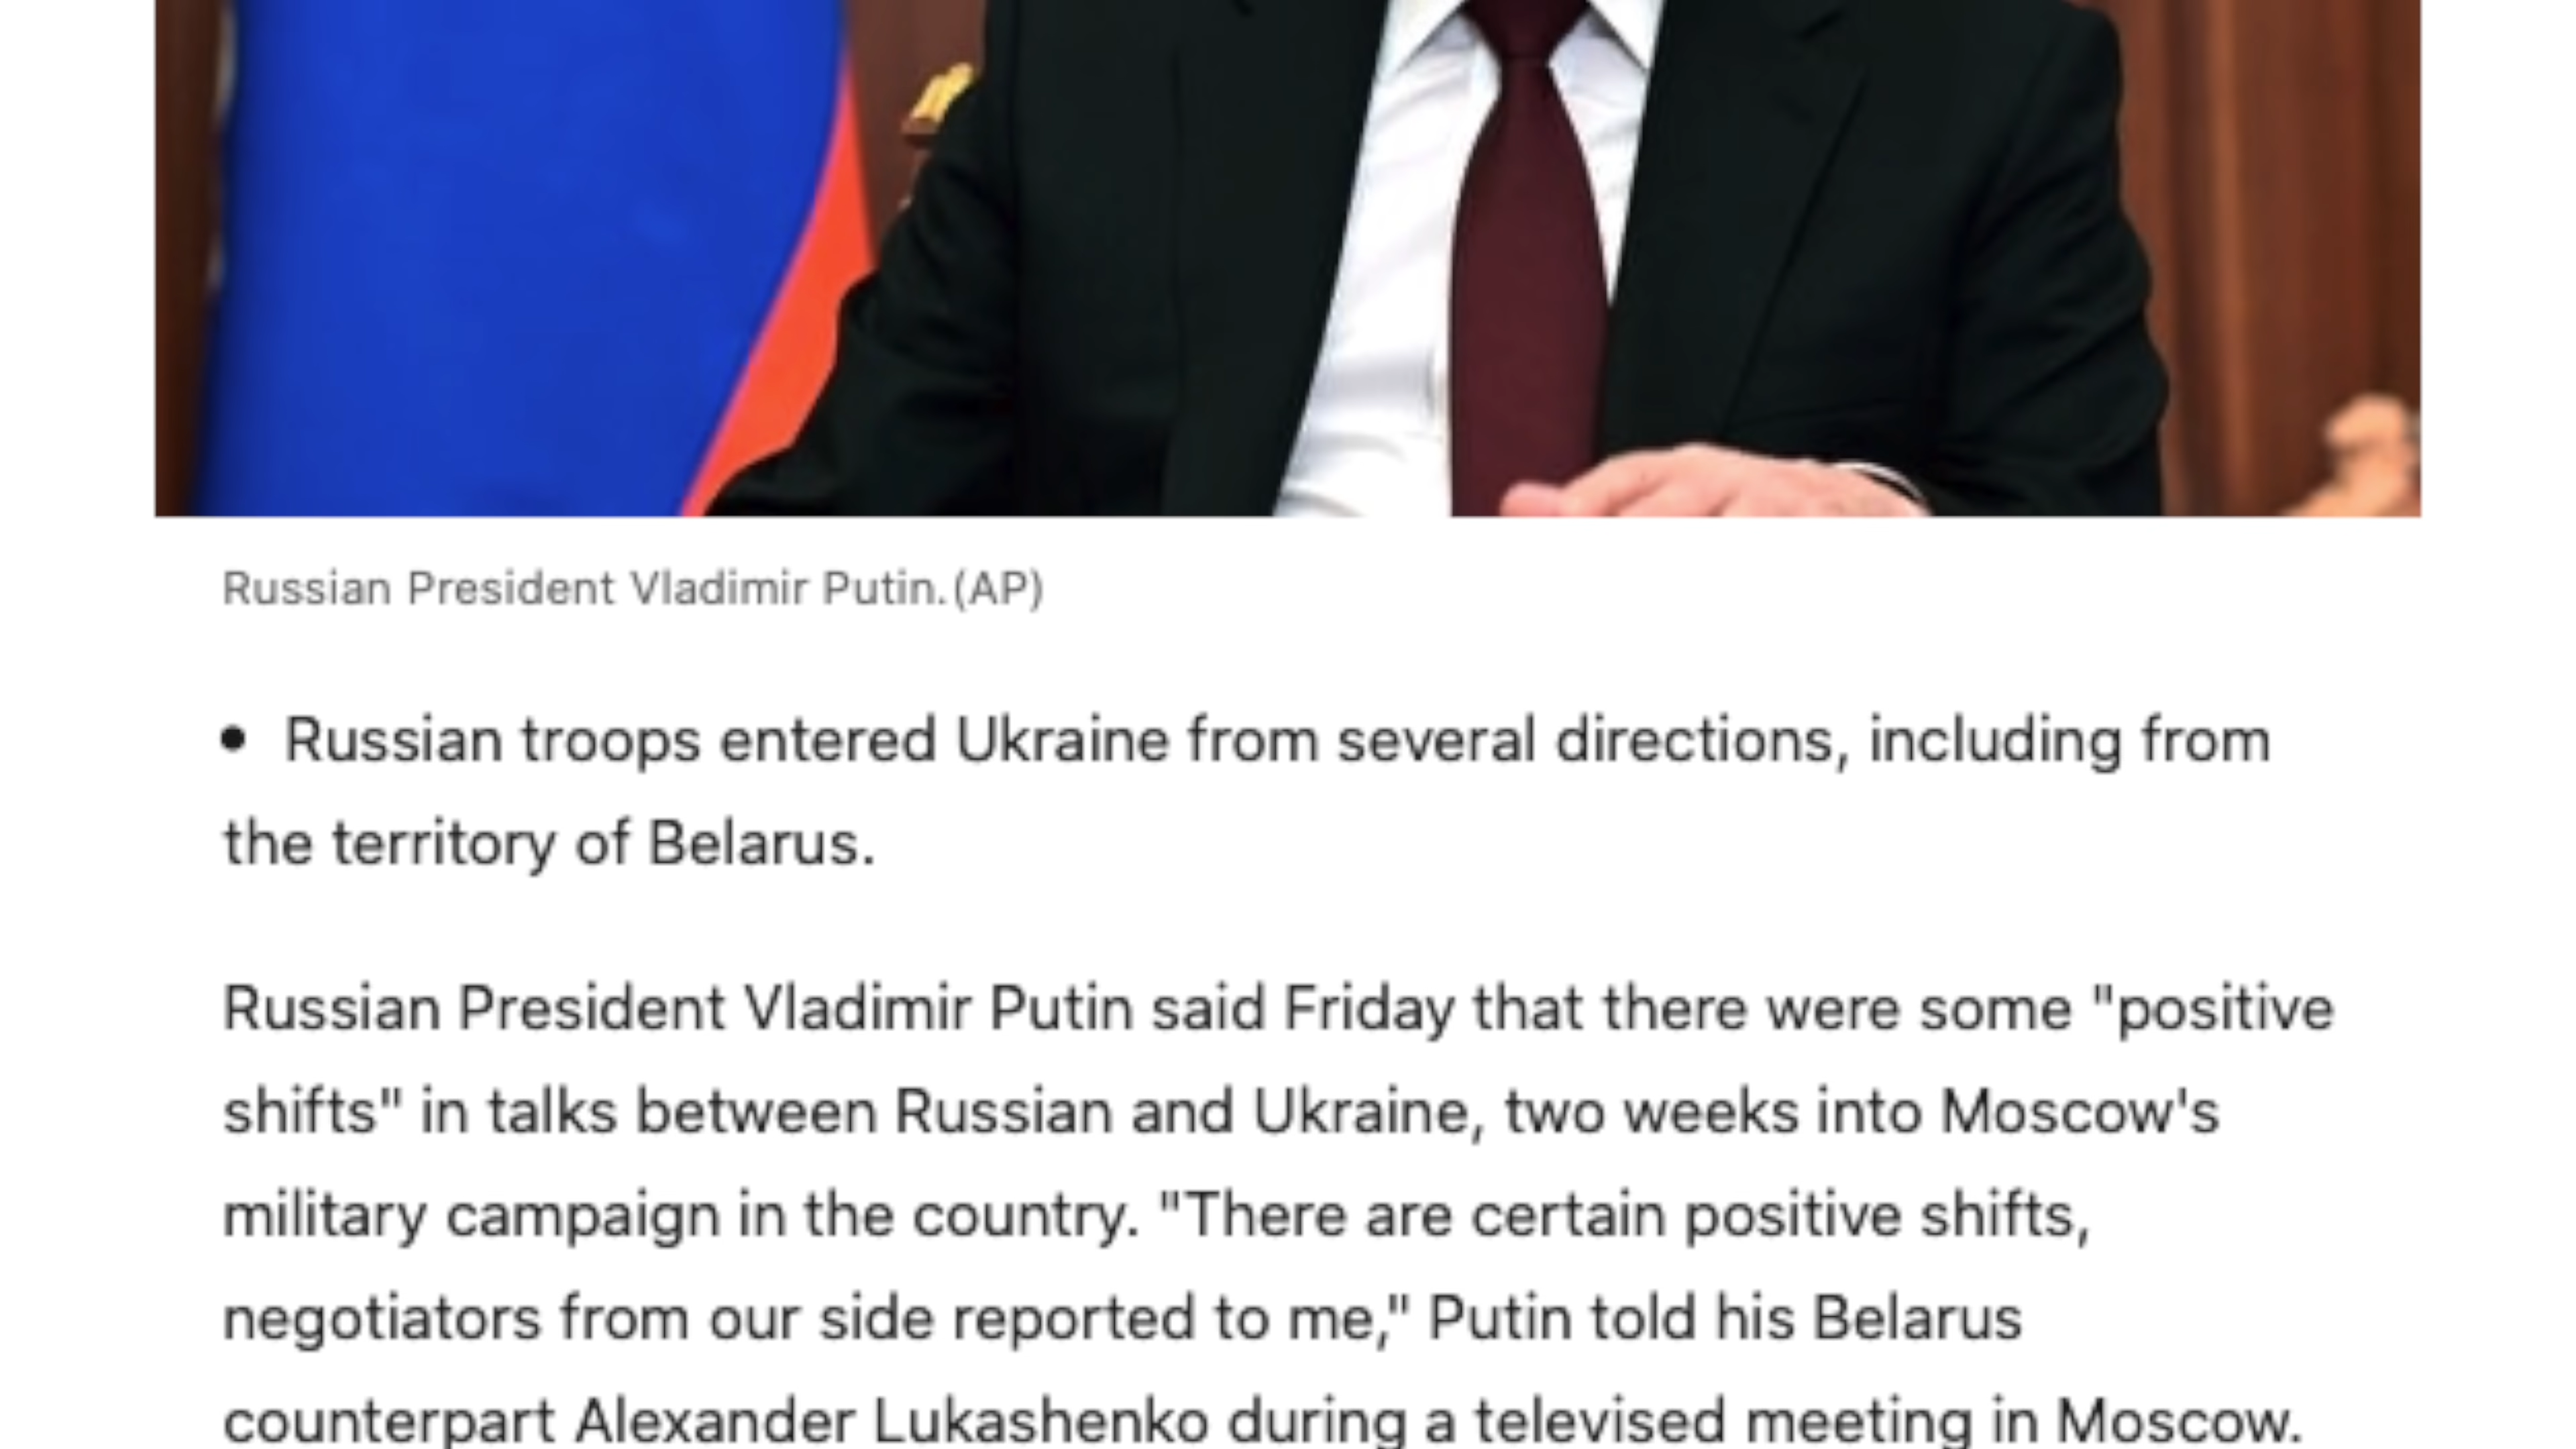 Russian President Vladimir Putin.(AP)
• Russian troops entered Ukraine from several directions, including from
the territory of Belarus.
Russian President Vladimir Putin said Friday that there were some "positive
shifts" in talks between Russian and Ukraine, two weeks into Moscow's
military campaign in the country. "There are certain positive shifts,
negotiators from our side reported to me," Putin told his Belarus
counterpart Alexander Lukashenko during a televised meeting in Moscow.